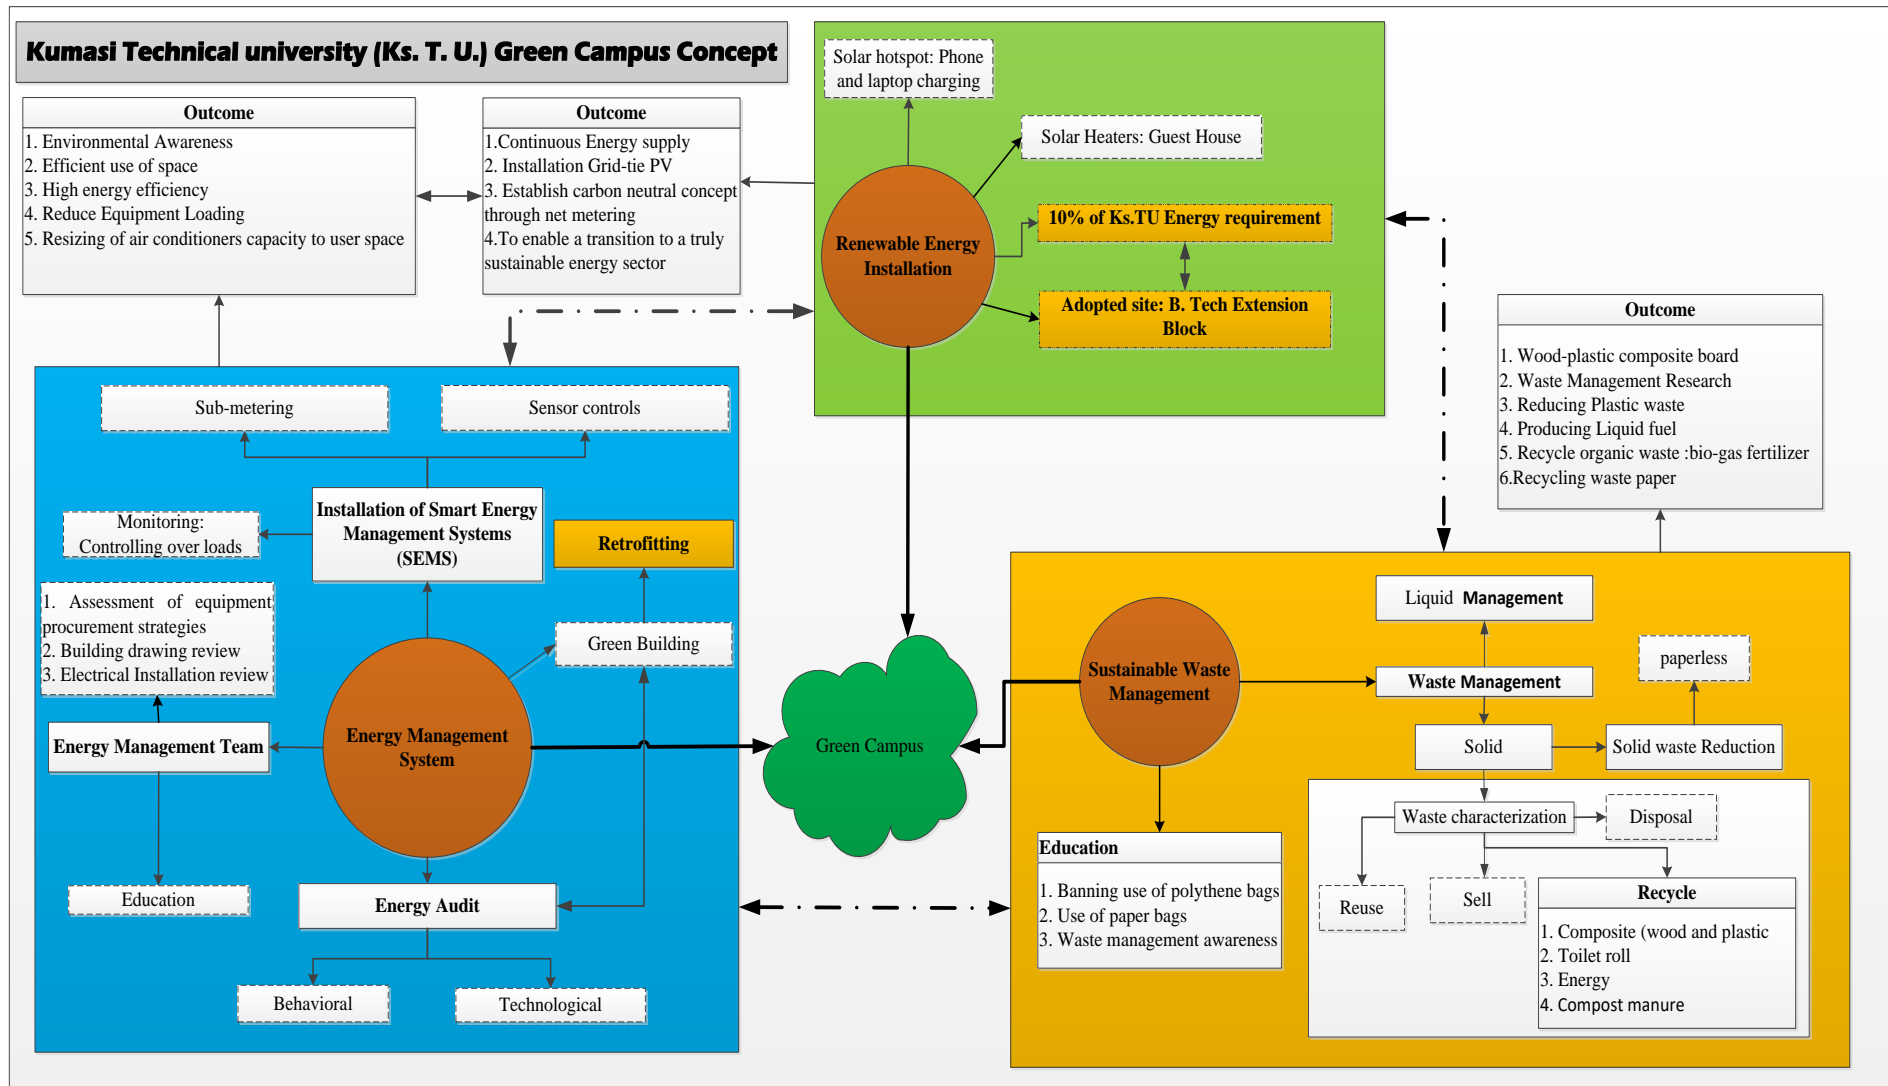 Kumasi Technical university (Ks. T. U.) Green Campus Concept
Outcome
1. Environmental Awareness
2. Efficient use of space
3. High energy efficiency
4. Reduce Equipment Loading
5. Resizing of air conditioners capacity to user space
Outcome
1.Continuous Energy supply
2. Installation Grid-tie PV
3. Establish carbon neutral concept
through net metering
4.To enable a transition to a truly
sustainable energy sector
Solar hotspot: Phone
and laptop charging
Solar Heaters: Guest House
Renewable Energy
Installation
10% of Ks.TU Energy requirement
Adopted site: B. Tech Extension
Block
Outcome
1. Wood-plastic composite board
2. Waste Management Research
3. Reducing Plastic waste
4. Producing Liquid fuel
5. Recycle organic waste :bio-gas fertilizer
6.Recycling waste paper
Sub-metering
Sensor controls
Installation of Smart Energy
Management Systems
(SEMS)
Monitoring:
Controlling over loads
Retrofitting
1. Assessment of equipment
procurement strategies
2. Building drawing review
3. Electrical Installation review
Green Building
Energy Management Team
Energy Management
System
Education
Energy Audit
Behavioral
Technological
Green Campus
Sustainable Waste
Management
Liquid Management
Waste Management
paperless
Solid
Solid waste Reduction
Waste characterization
Disposal
Reuse
Sell
Recycle
1. Composite (wood and plastic
2. Toilet roll
3. Energy
4. Compost manure
Education
1. Banning use of polythene bags
2. Use of paper bags
3. Waste management awareness